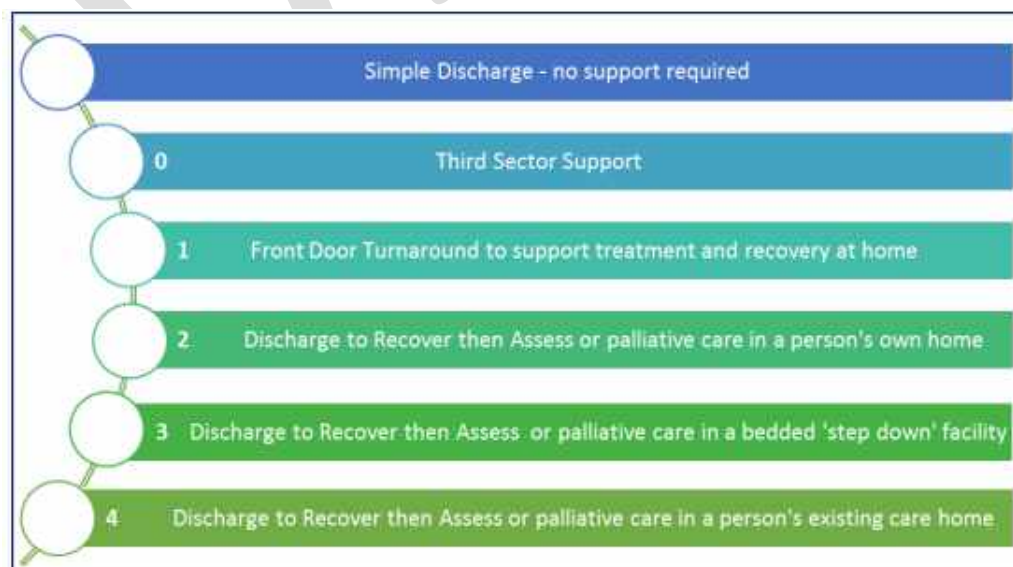 Simple Discharge - no support required
0 Third Sector Support
1 Front Door Turnaround to support treatment and recovery at home
2 Discharge to Recover then Assess or palliative care in a person's own home
3 Discharge to Recover then Assess or palliative care in a bedded 'step down' facility
4 Discharge to Recover then Assess or palliative care in a person's existing care home